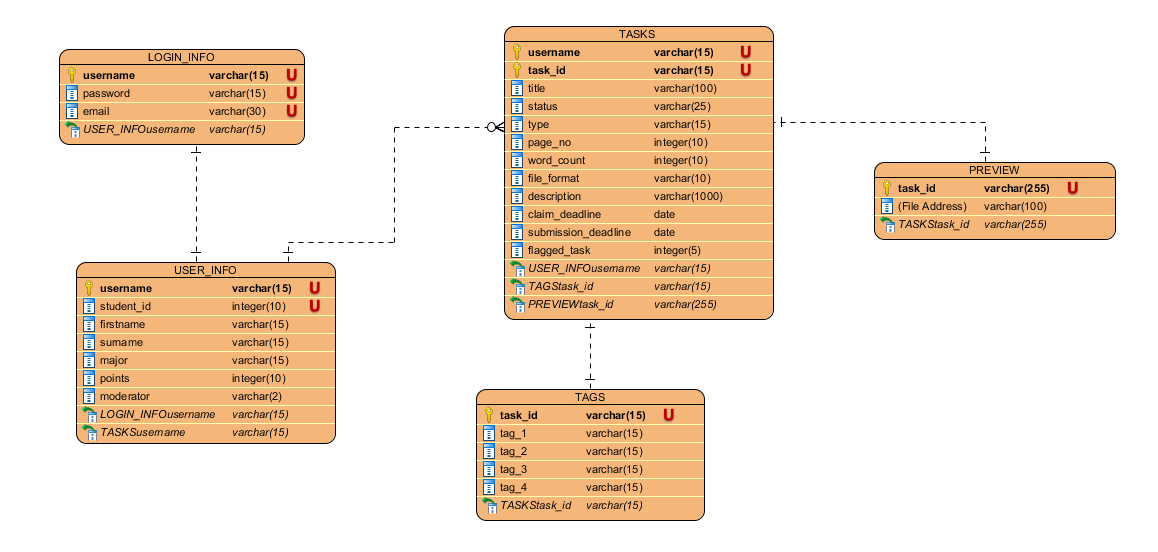 LOGIN_INFO
username varchar(15) U
password varchar(15) U
email varchar(30) U
USER_INFOusername varchar(15)
TASKS
username varchar(15) U
task_id varchar(15) U
title varchar(100)
status varchar(25)
type varchar(15)
page_no integer(10)
word_count integer(10)
file_format varchar(10)
description varchar(1000)
claim_deadline date
submission_deadline date
flagged_task integer(5)
USER_INFOusername varchar(15)
TAGStask_id varchar(15)
PREVIEWtask_id varchar(255)
PREVIEW
task_id varchar(255) U
(File Address) varchar(100)
TASKStask_id varchar(255)
USER_INFO
username varchar(15) U
student_id integer(10) U
firstname varchar(15)
surname varchar(15)
major varchar(15)
points integer(10)
moderator varchar(2)
LOGIN_INFOusername varchar(15)
TASKSusername varchar(15)
TAGS
task_id varchar(15) U
tag_1 varchar(15)
tag_2 varchar(15)
tag_3 varchar(15)
tag_4 varchar(15)
TASKStask_id varchar(15)